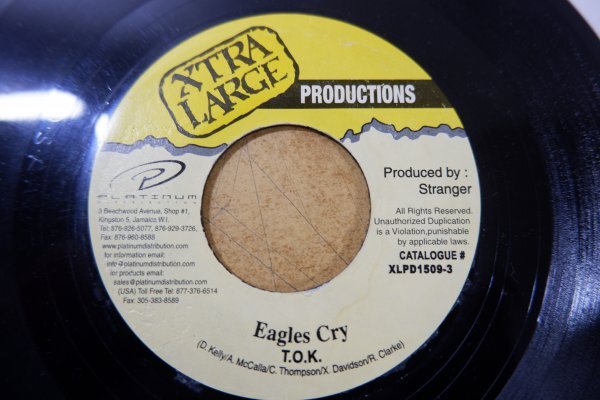 XTRA
LARGE
PRODUCTIONS
PLATINUM
DISTRIBUTION
3 Beechwood Avenue, Shop #1,
Kingston 5, Jamaica W.I.
Tel: 876-926-5077, 876-929-3726.
Fax: 876-960-8588
www.platinumdistribution.com
for information email:
info@platinumdistribution.com
for products email:
sales@platinumdistribution.com
(USA) Toll Free Tel: 877-376-6514
Fax: 305-383-8589
Produced by :
Stranger
All Rights Reserved.
Unauthorized Duplication
is a Violation,punishable
by applicable laws.
CATALOGUE #
XLPD1509-3
Eagles Cry
T.O.K.
(D. Kelly/A. McCalla/C. Thompson/X. Davidson/R. Clarke)